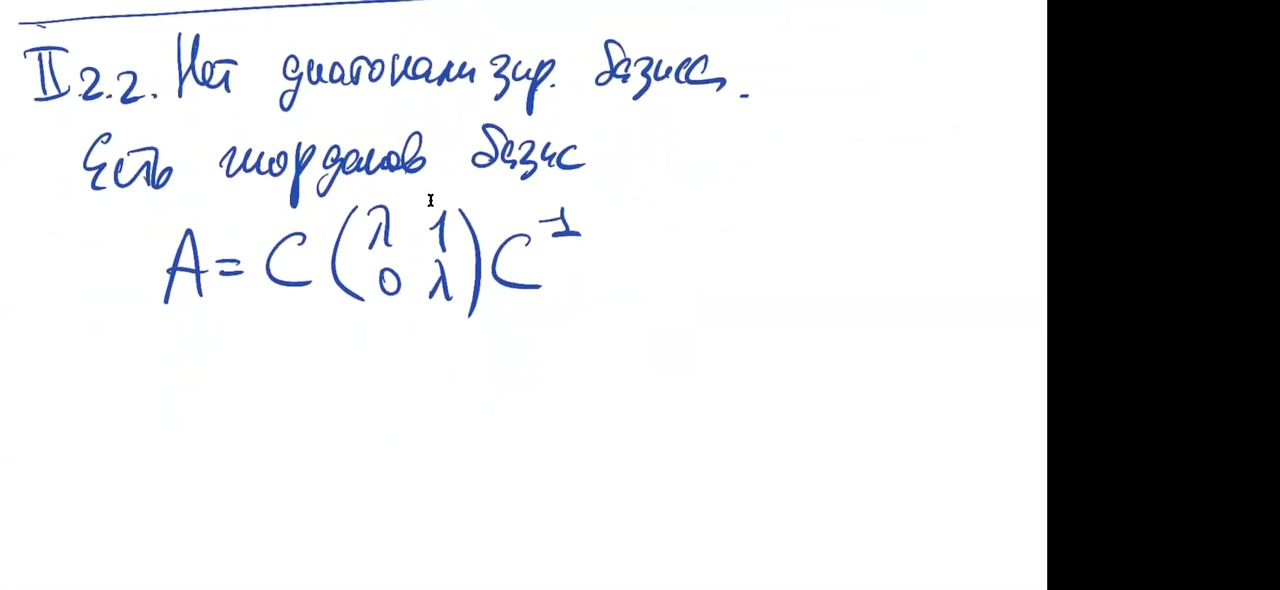 II 2.2. Нет диагонализир. базиса.
Есть жорданов базис
A = C (λ 1
0 λ) C⁻¹